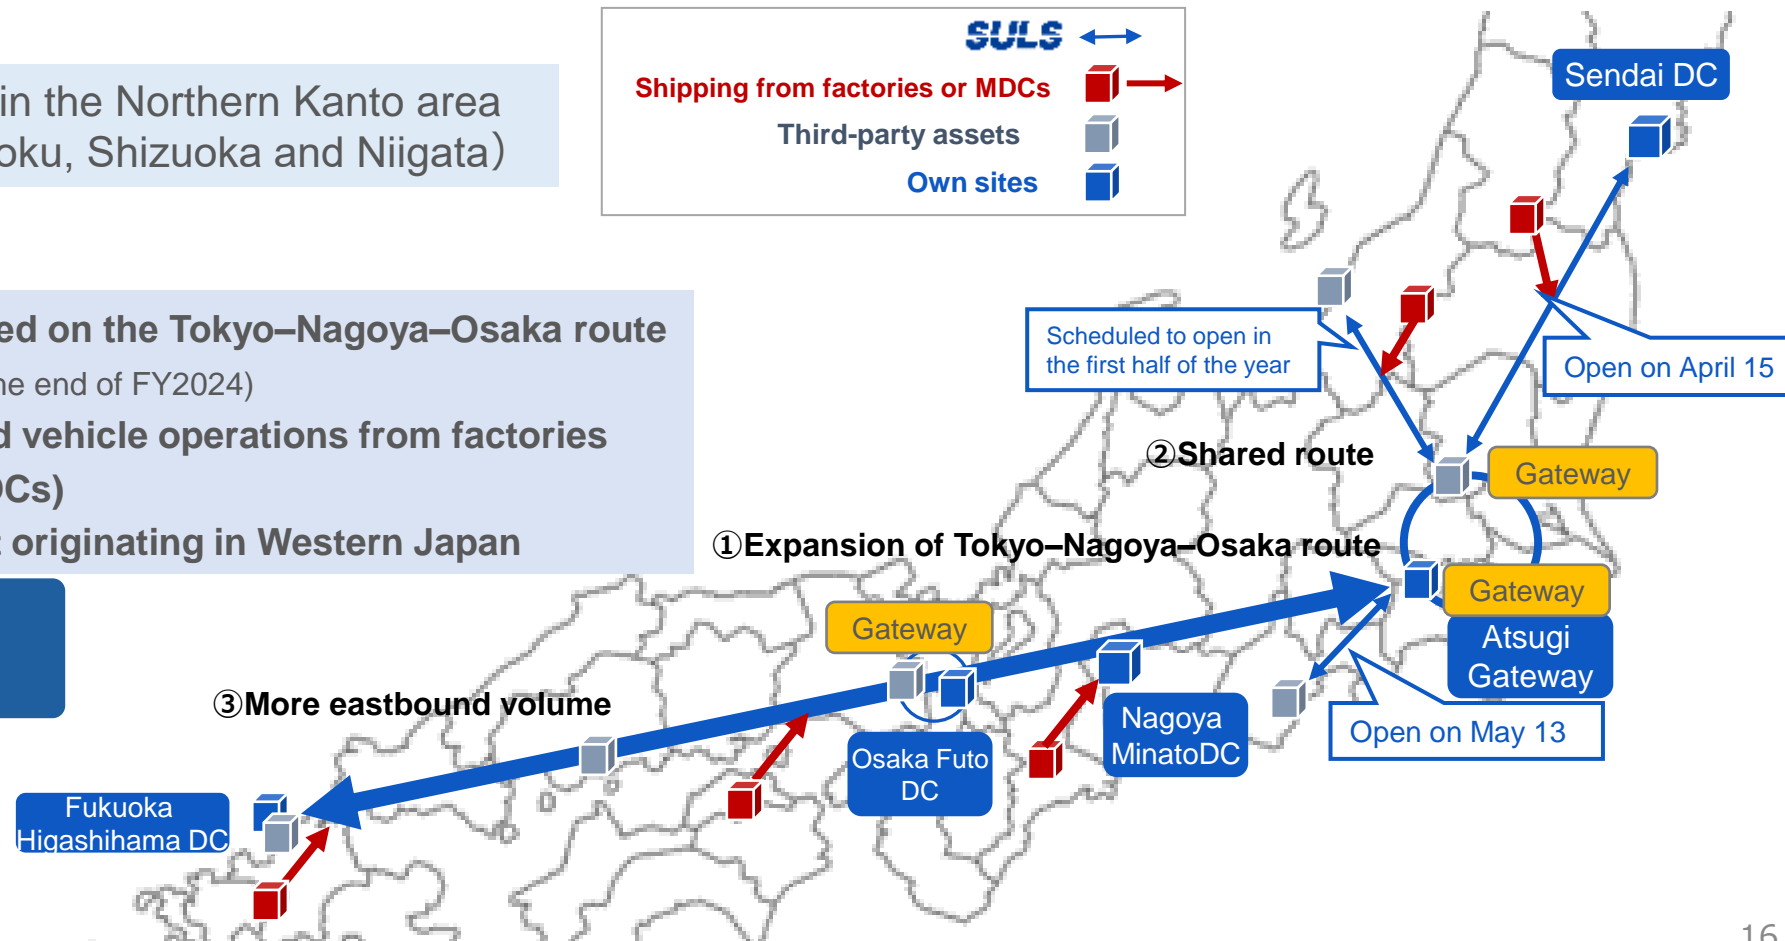 SULS
Shipping from factories or MDCs
Third-party assets
Own sites
in the Northern Kanto area
oku, Shizuoka and Niigata）
ed on the Tokyo–Nagoya–Osaka route
ne end of FY2024)
d vehicle operations from factories
DCs)
t originating in Western Japan
Sendai DC
Scheduled to open in
the first half of the year
Open on April 15
②Shared route
Gateway
①Expansion of Tokyo–Nagoya–Osaka route
Gateway
Atsugi
Gateway
Gateway
③More eastbound volume
Nagoya
MinatoDC
Open on May 13
Osaka Futo
DC
Fukuoka
Higashihama DC
16